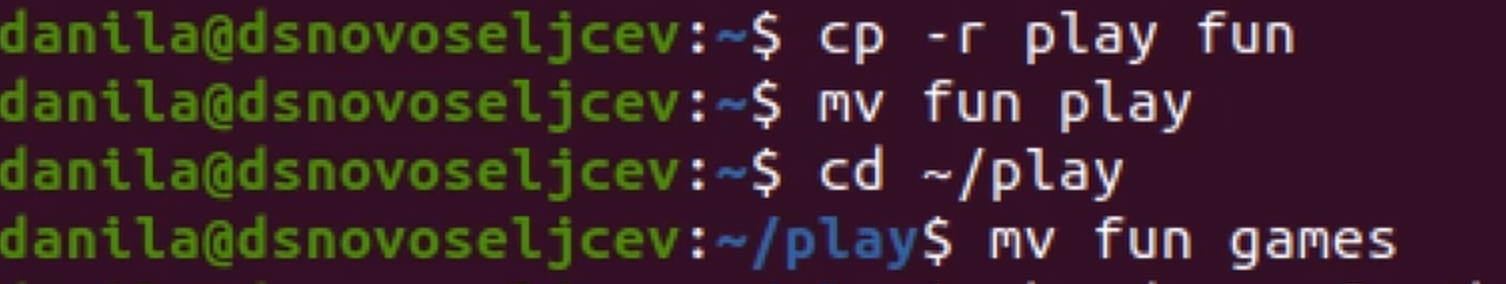 danila@dsnovoseljcev:~$ cp -r play fun
danila@dsnovoseljcev:~$ mv fun play
danila@dsnovoseljcev:~$ cd ~/play
danila@dsnovoseljcev:~/play$ mv fun games